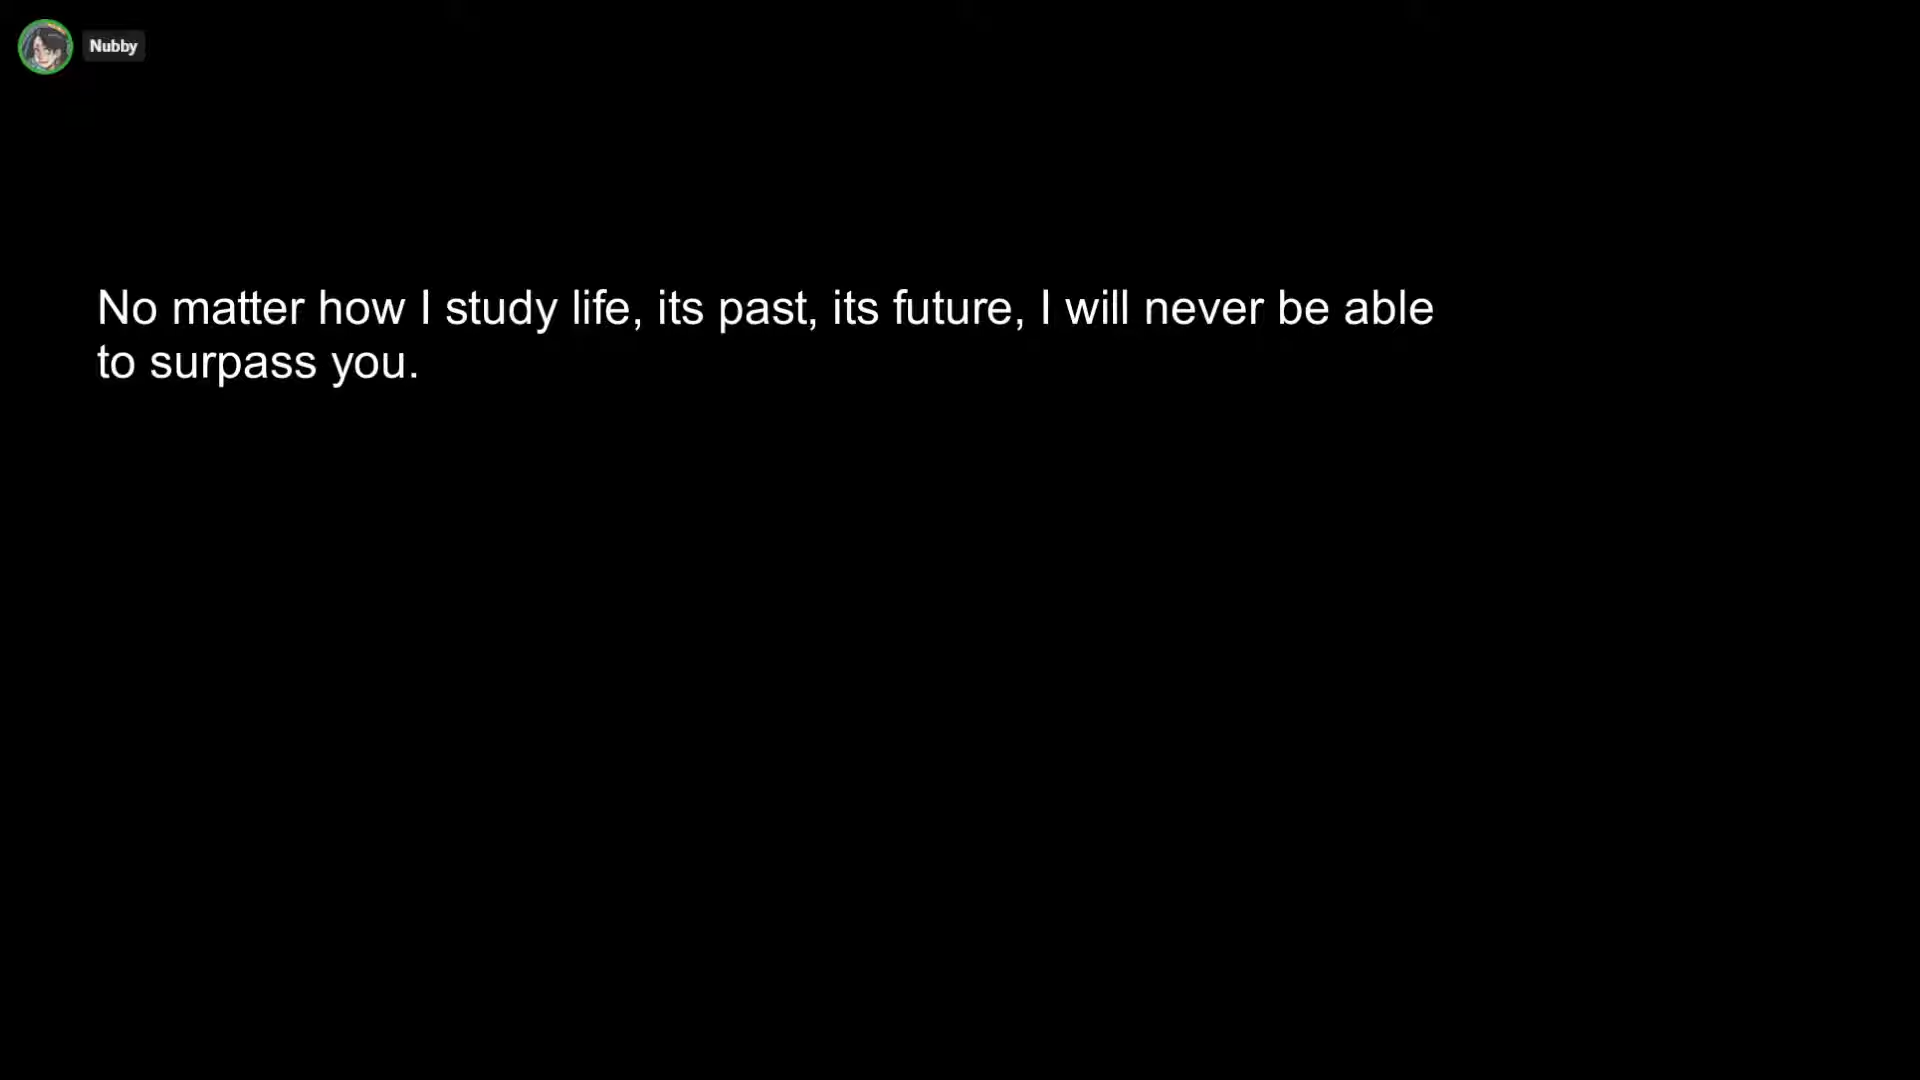 Nubby
No matter how I study life, its past, its future, I will never be able
to surpass you.